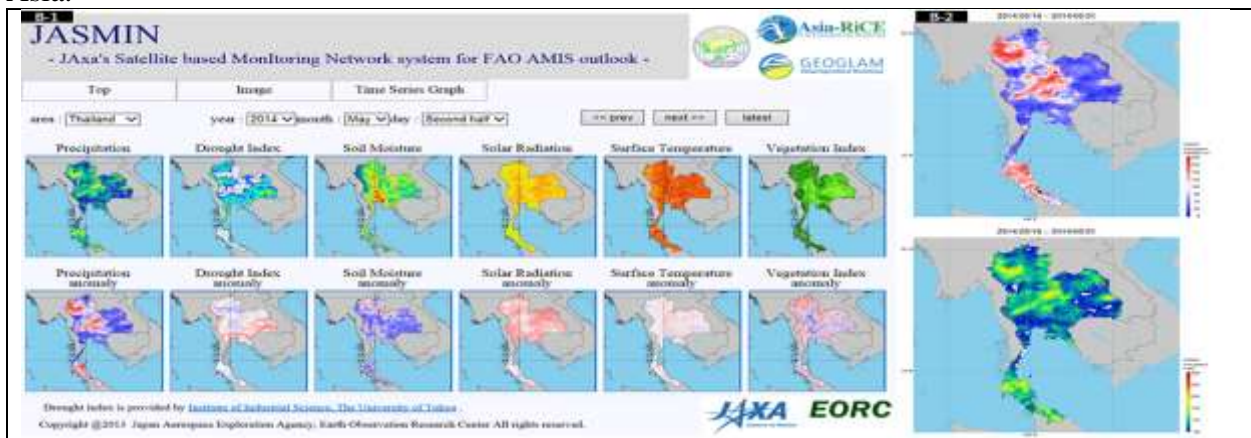 Asia.
B-1
JASMIN
- JAxa's Satellite based MonItoring Network system for FAO AMIS outlook -
Asia-RiCE
GEOGLAM
Top Image Time Series Graph
area : Thailand year : 2014 month : May day : Second half << prev next >> latest
Precipitation Drought Index Soil Moisture Solar Radiation Surface Temperature Vegetation Index
Precipitation anomaly Drought Index anomaly Soil Moisture anomaly Solar Radiation anomaly Surface Temperature anomaly Vegetation Index anomaly
Drought index is provided by Institute of Industrial Science, The University of Tokyo .
Copyright @2013 Japan Aerospace Exploration Agency, Earth Observation Research Center All rights reserved.
JAXA EORC
B-2